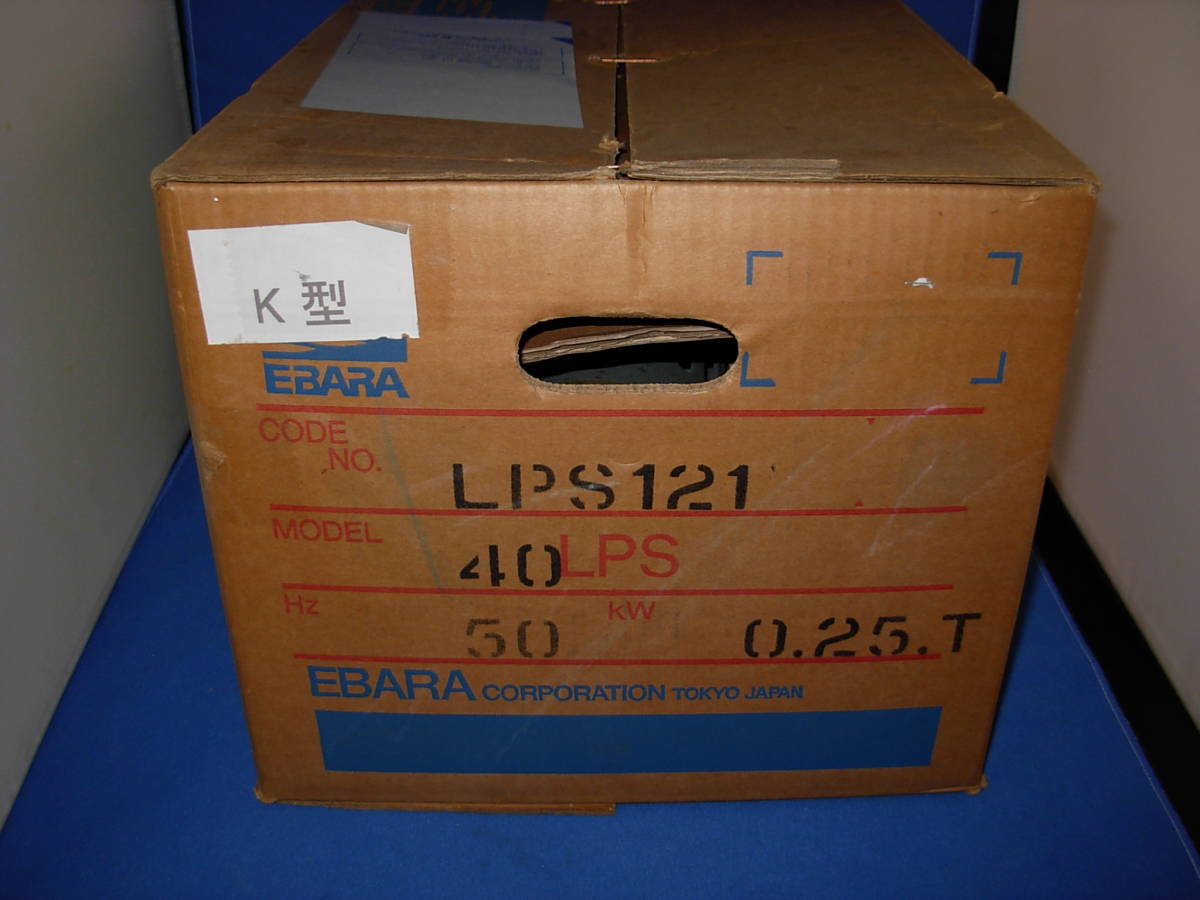 K 型
EBARA
CODE NO. LPS121
MODEL 40LPS
Hz 50 kW 0.25.T
EBARA CORPORATION TOKYO JAPAN